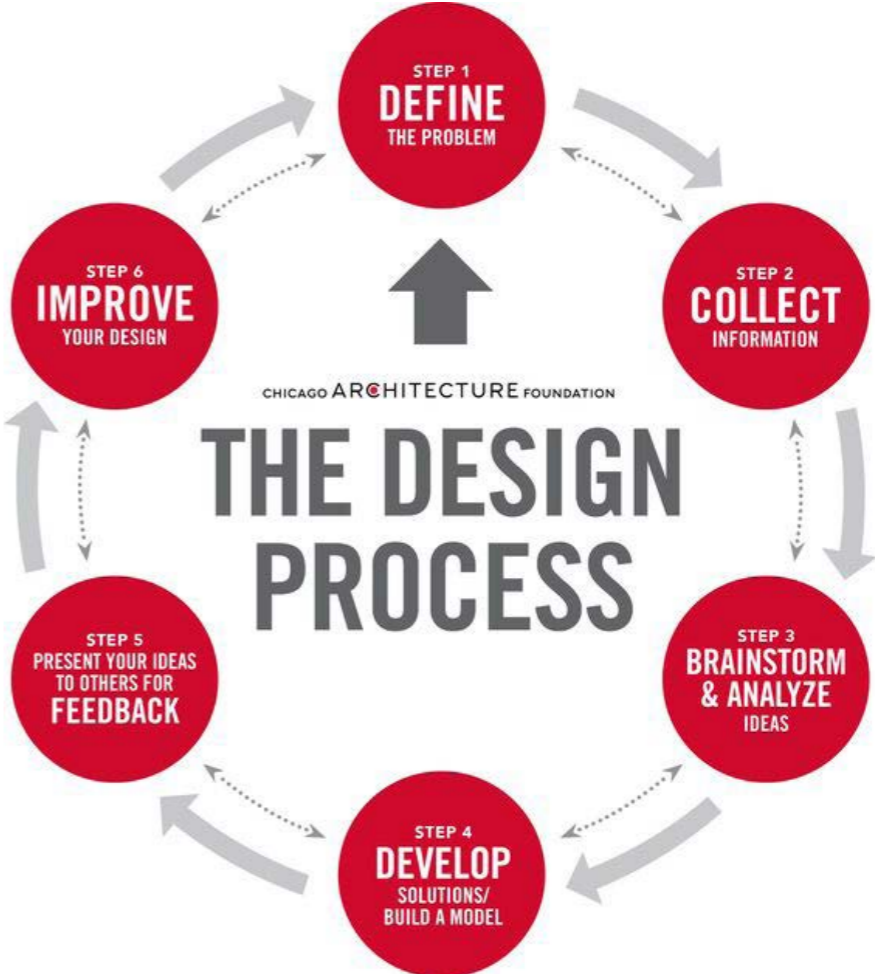 STEP 1
DEFINE
THE PROBLEM
STEP 2
COLLECT
INFORMATION
STEP 3
BRAINSTORM
& ANALYZE
IDEAS
STEP 4
DEVELOP
SOLUTIONS/
BUILD A MODEL
STEP 5
PRESENT YOUR IDEAS
TO OTHERS FOR
FEEDBACK
STEP 6
IMPROVE
YOUR DESIGN
CHICAGO ARCHITECTURE FOUNDATION
THE DESIGN
PROCESS